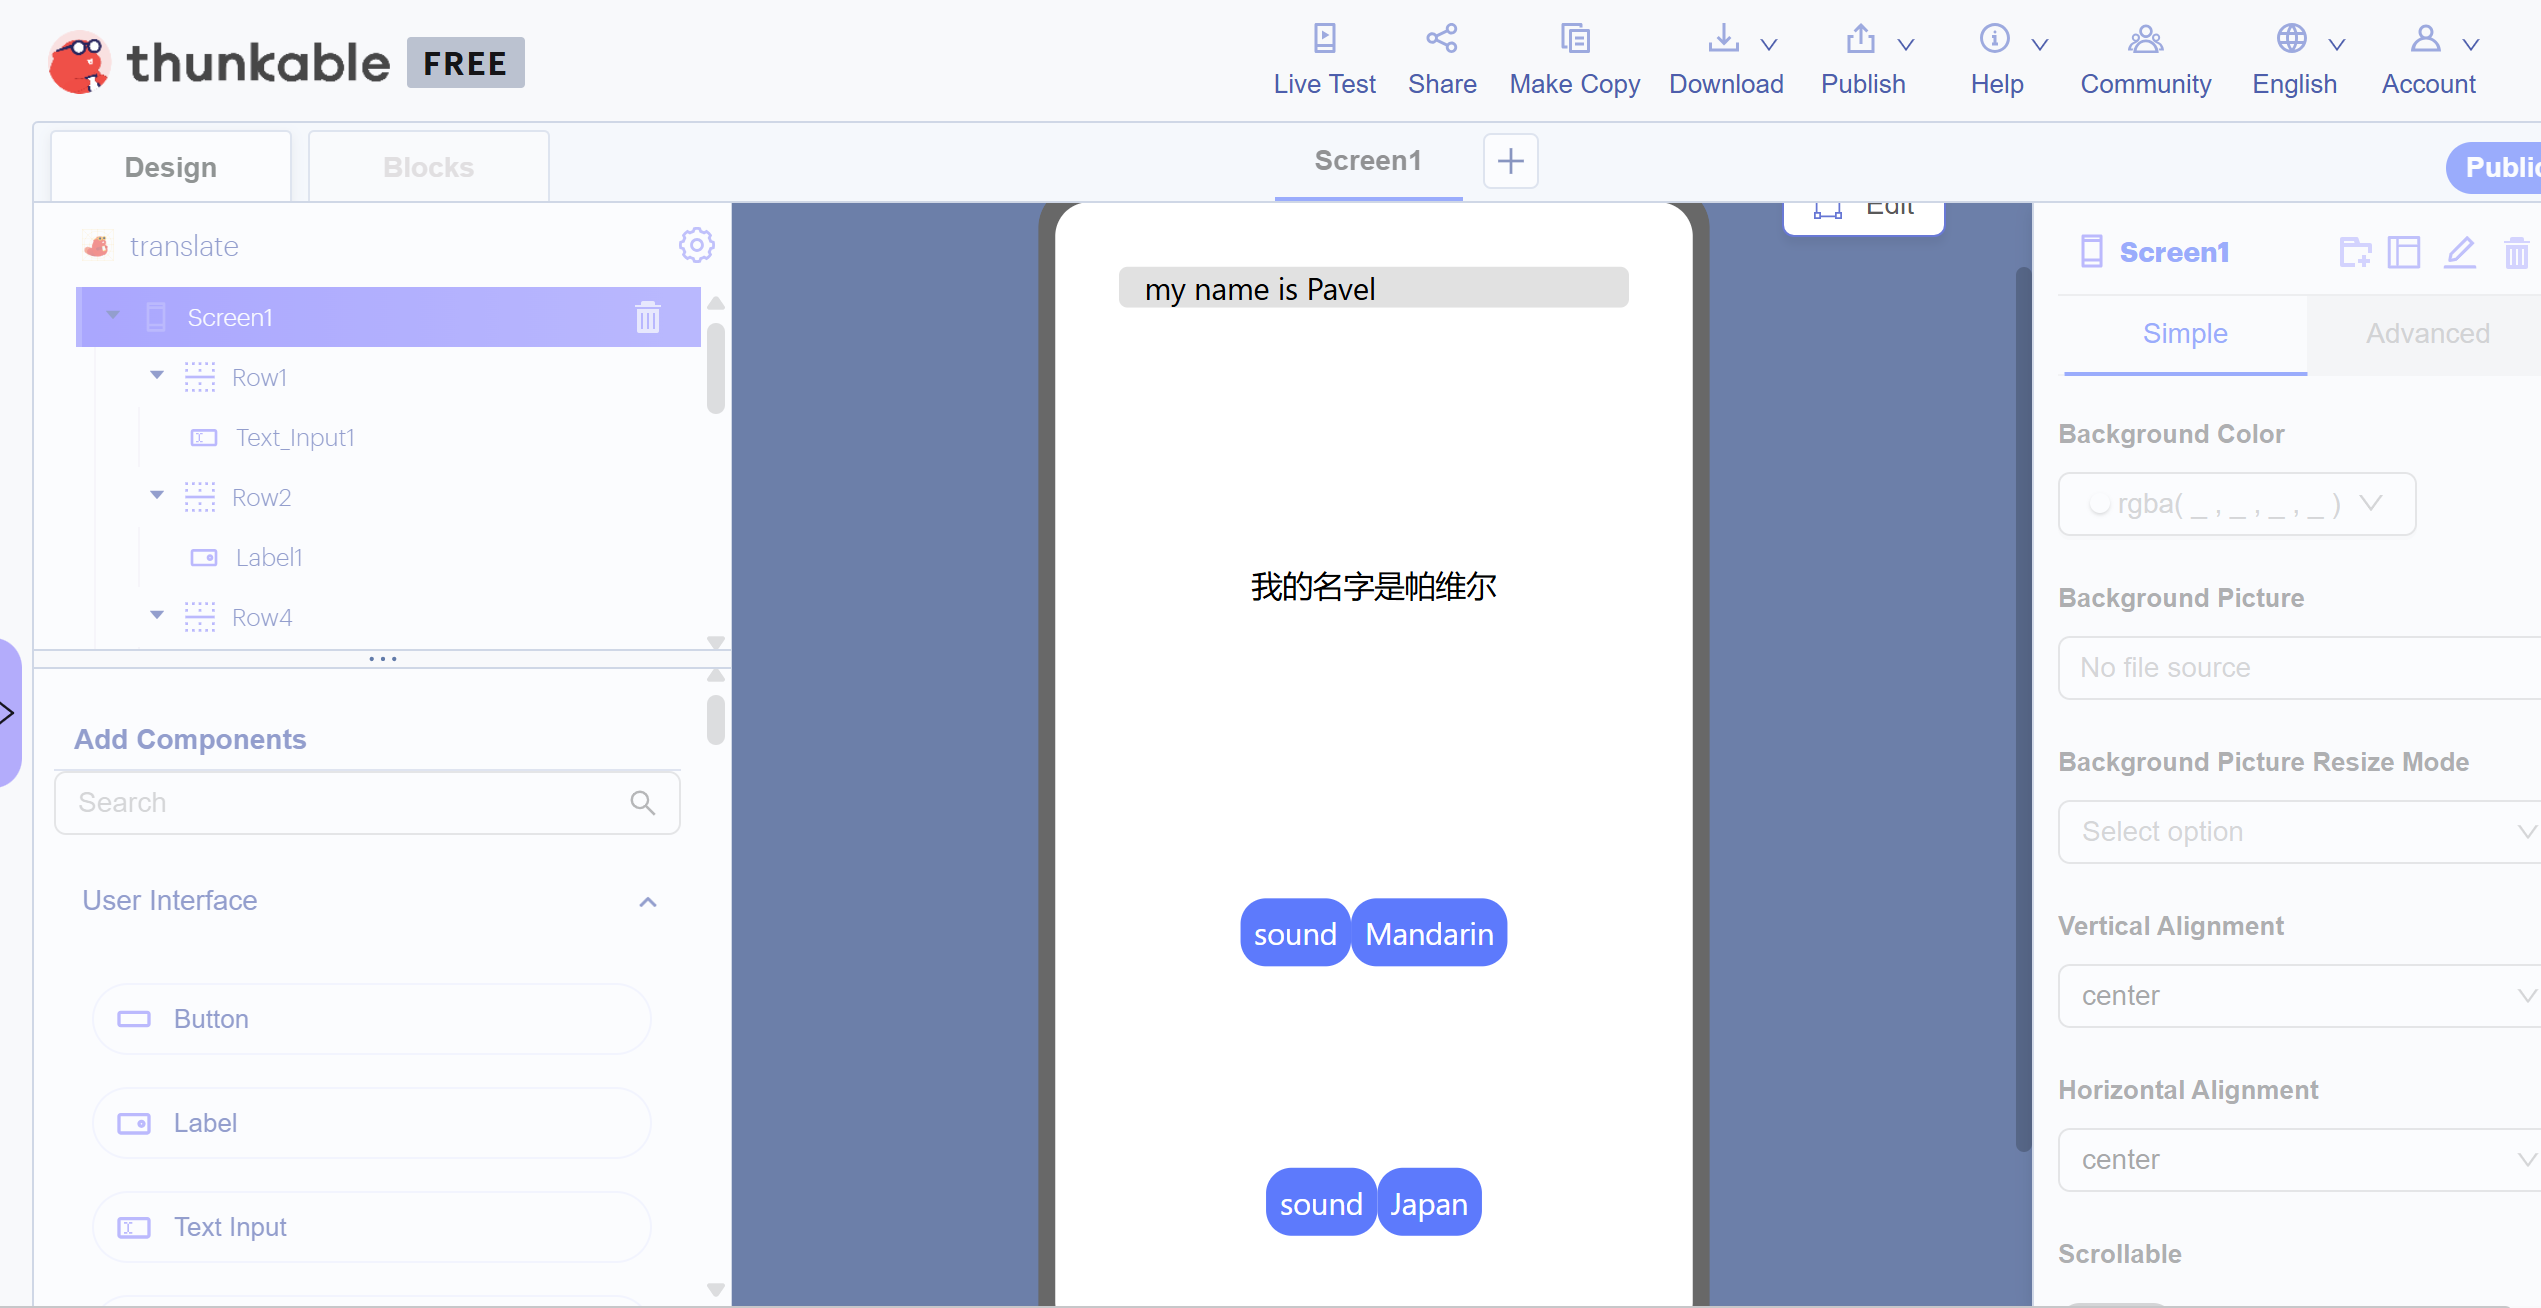 thunkable FREE
Live Test Share Make Copy Download Publish Help Community English Account
Design Blocks Screen1 Public
translate
Screen1
Row1
Text_Input1
Row2
Label1
Row4
Add Components
Search
User Interface
Button
Label
Text Input
Edit
my name is Pavel
我的名字是帕维尔
sound Mandarin
sound Japan
Screen1
Simple Advanced
Background Color
rgba( _ , _ , _ , _ )
Background Picture
No file source
Background Picture Resize Mode
Select option
Vertical Alignment
center
Horizontal Alignment
center
Scrollable